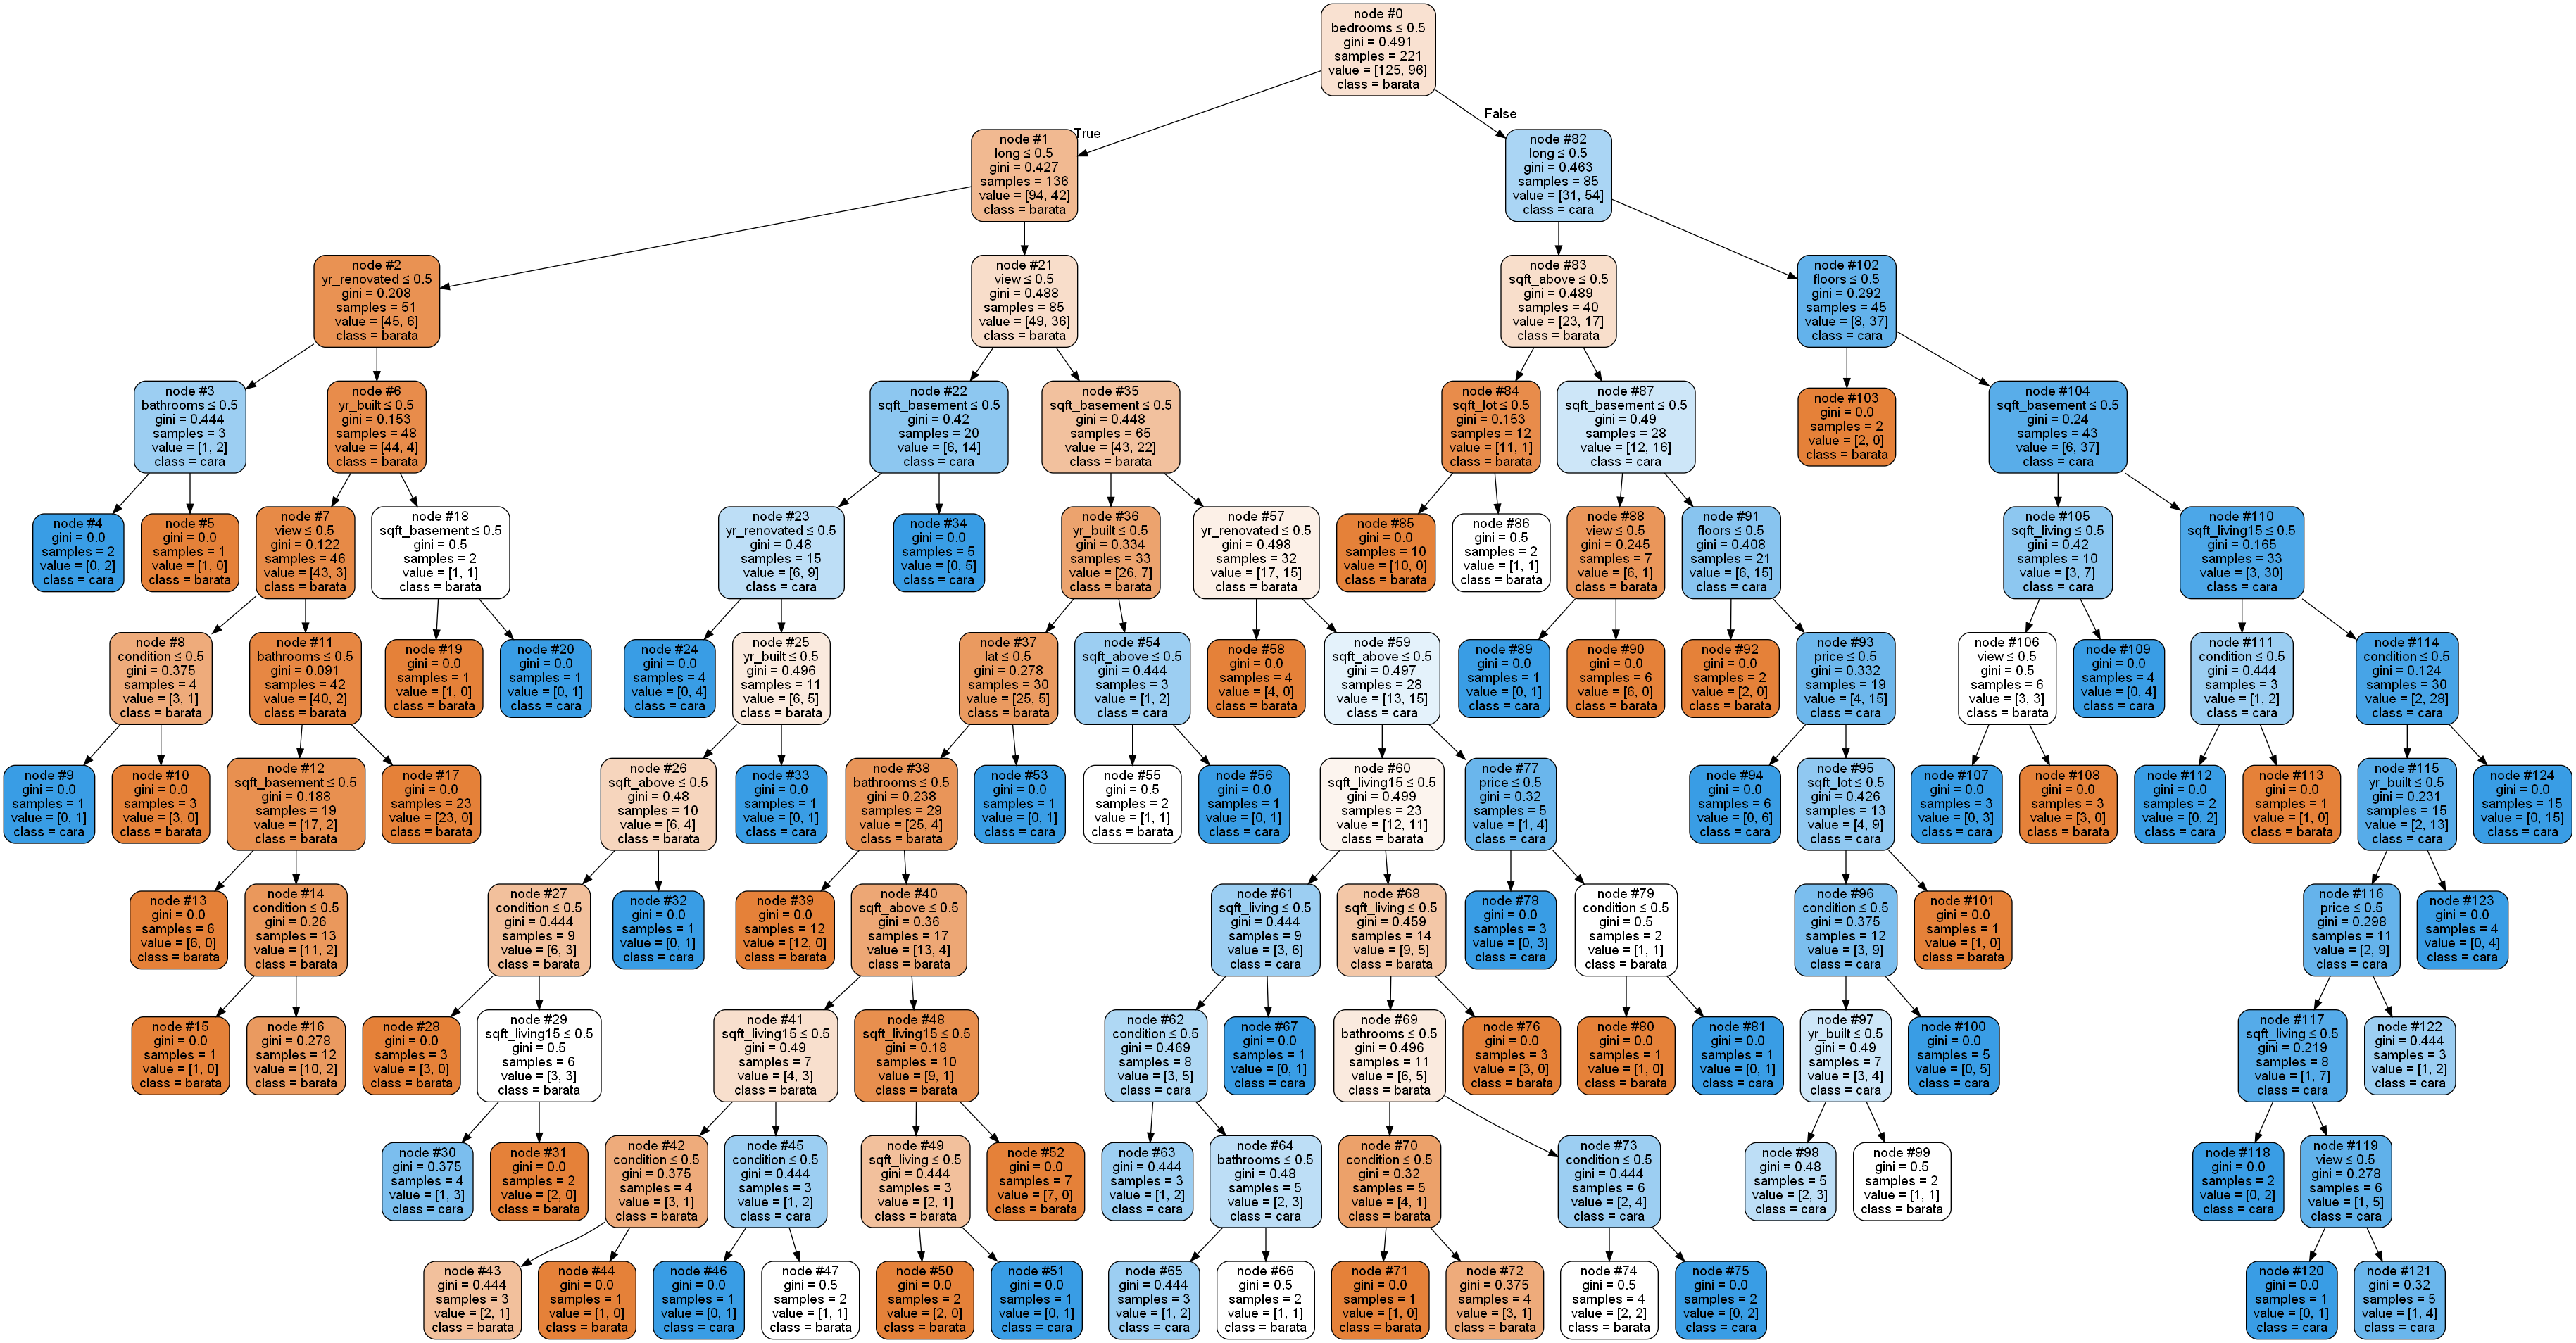 node #0
bedrooms ≤ 0.5
gini = 0.491
samples = 221
value = [125, 96]
class = barata
True
False
node #1
long ≤ 0.5
gini = 0.427
samples = 136
value = [94, 42]
class = barata
node #82
long ≤ 0.5
gini = 0.463
samples = 85
value = [31, 54]
class = cara
node #2
yr_renovated ≤ 0.5
gini = 0.208
samples = 51
value = [45, 6]
class = barata
node #21
view ≤ 0.5
gini = 0.488
samples = 85
value = [49, 36]
class = barata
node #83
sqft_above ≤ 0.5
gini = 0.489
samples = 40
value = [23, 17]
class = barata
node #102
floors ≤ 0.5
gini = 0.292
samples = 45
value = [8, 37]
class = cara
node #3
bathrooms ≤ 0.5
gini = 0.444
samples = 3
value = [1, 2]
class = cara
node #6
yr_built ≤ 0.5
gini = 0.153
samples = 48
value = [44, 4]
class = barata
node #22
sqft_basement ≤ 0.5
gini = 0.42
samples = 20
value = [6, 14]
class = cara
node #35
sqft_basement ≤ 0.5
gini = 0.448
samples = 65
value = [43, 22]
class = barata
node #84
sqft_lot ≤ 0.5
gini = 0.153
samples = 12
value = [11, 1]
class = barata
node #87
sqft_basement ≤ 0.5
gini = 0.49
samples = 28
value = [12, 16]
class = cara
node #103
gini = 0.0
samples = 2
value = [2, 0]
class = barata
node #104
sqft_basement ≤ 0.5
gini = 0.24
samples = 43
value = [6, 37]
class = cara
node #4
gini = 0.0
samples = 2
value = [0, 2]
class = cara
node #5
gini = 0.0
samples = 1
value = [1, 0]
class = barata
node #7
view ≤ 0.5
gini = 0.122
samples = 46
value = [43, 3]
class = barata
node #18
sqft_basement ≤ 0.5
gini = 0.5
samples = 2
value = [1, 1]
class = barata
node #23
yr_renovated ≤ 0.5
gini = 0.48
samples = 15
value = [6, 9]
class = cara
node #34
gini = 0.0
samples = 5
value = [0, 5]
class = cara
node #36
yr_built ≤ 0.5
gini = 0.334
samples = 33
value = [26, 7]
class = barata
node #57
yr_renovated ≤ 0.5
gini = 0.498
samples = 32
value = [17, 15]
class = barata
node #85
gini = 0.0
samples = 10
value = [10, 0]
class = barata
node #86
gini = 0.5
samples = 2
value = [1, 1]
class = barata
node #88
view ≤ 0.5
gini = 0.245
samples = 7
value = [6, 1]
class = barata
node #91
floors ≤ 0.5
gini = 0.408
samples = 21
value = [6, 15]
class = cara
node #105
sqft_living ≤ 0.5
gini = 0.42
samples = 10
value = [3, 7]
class = cara
node #110
sqft_living15 ≤ 0.5
gini = 0.165
samples = 33
value = [3, 30]
class = cara
node #8
condition ≤ 0.5
gini = 0.375
samples = 4
value = [3, 1]
class = barata
node #11
bathrooms ≤ 0.5
gini = 0.091
samples = 42
value = [40, 2]
class = barata
node #19
gini = 0.0
samples = 1
value = [1, 0]
class = barata
node #20
gini = 0.0
samples = 1
value = [0, 1]
class = cara
node #24
gini = 0.0
samples = 4
value = [0, 4]
class = cara
node #25
yr_built ≤ 0.5
gini = 0.496
samples = 11
value = [6, 5]
class = barata
node #37
lat ≤ 0.5
gini = 0.278
samples = 30
value = [25, 5]
class = barata
node #54
sqft_above ≤ 0.5
gini = 0.444
samples = 3
value = [1, 2]
class = cara
node #58
gini = 0.0
samples = 4
value = [4, 0]
class = barata
node #59
sqft_above ≤ 0.5
gini = 0.497
samples = 28
value = [13, 15]
class = cara
node #89
gini = 0.0
samples = 1
value = [0, 1]
class = cara
node #90
gini = 0.0
samples = 6
value = [6, 0]
class = barata
node #92
gini = 0.0
samples = 2
value = [2, 0]
class = barata
node #93
price ≤ 0.5
gini = 0.332
samples = 19
value = [4, 15]
class = cara
node #106
view ≤ 0.5
gini = 0.5
samples = 6
value = [3, 3]
class = barata
node #109
gini = 0.0
samples = 4
value = [0, 4]
class = cara
node #111
condition ≤ 0.5
gini = 0.444
samples = 3
value = [1, 2]
class = cara
node #114
condition ≤ 0.5
gini = 0.124
samples = 30
value = [2, 28]
class = cara
node #9
gini = 0.0
samples = 1
value = [0, 1]
class = cara
node #10
gini = 0.0
samples = 3
value = [3, 0]
class = barata
node #12
sqft_basement ≤ 0.5
gini = 0.188
samples = 19
value = [17, 2]
class = barata
node #17
gini = 0.0
samples = 23
value = [23, 0]
class = barata
node #26
sqft_above ≤ 0.5
gini = 0.48
samples = 10
value = [6, 4]
class = barata
node #33
gini = 0.0
samples = 1
value = [0, 1]
class = cara
node #38
bathrooms ≤ 0.5
gini = 0.238
samples = 29
value = [25, 4]
class = barata
node #53
gini = 0.0
samples = 1
value = [0, 1]
class = cara
node #55
gini = 0.5
samples = 2
value = [1, 1]
class = barata
node #56
gini = 0.0
samples = 1
value = [0, 1]
class = cara
node #60
sqft_living15 ≤ 0.5
gini = 0.499
samples = 23
value = [12, 11]
class = barata
node #77
price ≤ 0.5
gini = 0.32
samples = 5
value = [1, 4]
class = cara
node #94
gini = 0.0
samples = 6
value = [0, 6]
class = cara
node #95
sqft_lot ≤ 0.5
gini = 0.426
samples = 13
value = [4, 9]
class = cara
node #107
gini = 0.0
samples = 3
value = [0, 3]
class = cara
node #108
gini = 0.0
samples = 3
value = [3, 0]
class = barata
node #112
gini = 0.0
samples = 2
value = [0, 2]
class = cara
node #113
gini = 0.0
samples = 1
value = [1, 0]
class = barata
node #115
yr_built ≤ 0.5
gini = 0.231
samples = 15
value = [2, 13]
class = cara
node #124
gini = 0.0
samples = 15
value = [0, 15]
class = cara
node #13
gini = 0.0
samples = 6
value = [6, 0]
class = barata
node #14
condition ≤ 0.5
gini = 0.26
samples = 13
value = [11, 2]
class = barata
node #27
condition ≤ 0.5
gini = 0.444
samples = 9
value = [6, 3]
class = barata
node #32
gini = 0.0
samples = 1
value = [0, 1]
class = cara
node #39
gini = 0.0
samples = 12
value = [12, 0]
class = barata
node #40
sqft_above ≤ 0.5
gini = 0.36
samples = 17
value = [13, 4]
class = barata
node #61
sqft_living ≤ 0.5
gini = 0.444
samples = 9
value = [3, 6]
class = cara
node #68
sqft_living ≤ 0.5
gini = 0.459
samples = 14
value = [9, 5]
class = barata
node #78
gini = 0.0
samples = 3
value = [0, 3]
class = cara
node #79
condition ≤ 0.5
gini = 0.5
samples = 2
value = [1, 1]
class = barata
node #96
condition ≤ 0.5
gini = 0.375
samples = 12
value = [3, 9]
class = cara
node #101
gini = 0.0
samples = 1
value = [1, 0]
class = barata
node #116
price ≤ 0.5
gini = 0.298
samples = 11
value = [2, 9]
class = cara
node #123
gini = 0.0
samples = 4
value = [0, 4]
class = cara
node #15
gini = 0.0
samples = 1
value = [1, 0]
class = barata
node #16
gini = 0.278
samples = 12
value = [10, 2]
class = barata
node #28
gini = 0.0
samples = 3
value = [3, 0]
class = barata
node #29
sqft_living15 ≤ 0.5
gini = 0.5
samples = 6
value = [3, 3]
class = barata
node #41
sqft_living15 ≤ 0.5
gini = 0.49
samples = 7
value = [4, 3]
class = barata
node #48
sqft_living15 ≤ 0.5
gini = 0.18
samples = 10
value = [9, 1]
class = barata
node #62
condition ≤ 0.5
gini = 0.469
samples = 8
value = [3, 5]
class = cara
node #67
gini = 0.0
samples = 1
value = [0, 1]
class = cara
node #69
bathrooms ≤ 0.5
gini = 0.496
samples = 11
value = [6, 5]
class = barata
node #76
gini = 0.0
samples = 3
value = [3, 0]
class = barata
node #80
gini = 0.0
samples = 1
value = [1, 0]
class = barata
node #81
gini = 0.0
samples = 1
value = [0, 1]
class = cara
node #97
yr_built ≤ 0.5
gini = 0.49
samples = 7
value = [3, 4]
class = cara
node #100
gini = 0.0
samples = 5
value = [0, 5]
class = cara
node #117
sqft_living ≤ 0.5
gini = 0.219
samples = 8
value = [1, 7]
class = cara
node #122
gini = 0.444
samples = 3
value = [1, 2]
class = cara
node #30
gini = 0.375
samples = 4
value = [1, 3]
class = cara
node #31
gini = 0.0
samples = 2
value = [2, 0]
class = barata
node #42
condition ≤ 0.5
gini = 0.375
samples = 4
value = [3, 1]
class = barata
node #45
condition ≤ 0.5
gini = 0.444
samples = 3
value = [1, 2]
class = cara
node #49
sqft_living ≤ 0.5
gini = 0.444
samples = 3
value = [2, 1]
class = barata
node #52
gini = 0.0
samples = 7
value = [7, 0]
class = barata
node #63
gini = 0.444
samples = 3
value = [1, 2]
class = cara
node #64
bathrooms ≤ 0.5
gini = 0.48
samples = 5
value = [2, 3]
class = cara
node #70
condition ≤ 0.5
gini = 0.32
samples = 5
value = [4, 1]
class = barata
node #73
condition ≤ 0.5
gini = 0.444
samples = 6
value = [2, 4]
class = cara
node #98
gini = 0.48
samples = 5
value = [2, 3]
class = cara
node #99
gini = 0.5
samples = 2
value = [1, 1]
class = barata
node #118
gini = 0.0
samples = 2
value = [0, 2]
class = cara
node #119
view ≤ 0.5
gini = 0.278
samples = 6
value = [1, 5]
class = cara
node #43
gini = 0.444
samples = 3
value = [2, 1]
class = barata
node #44
gini = 0.0
samples = 1
value = [1, 0]
class = barata
node #46
gini = 0.0
samples = 1
value = [0, 1]
class = cara
node #47
gini = 0.5
samples = 2
value = [1, 1]
class = barata
node #50
gini = 0.0
samples = 2
value = [2, 0]
class = barata
node #51
gini = 0.0
samples = 1
value = [0, 1]
class = cara
node #65
gini = 0.444
samples = 3
value = [1, 2]
class = cara
node #66
gini = 0.5
samples = 2
value = [1, 1]
class = barata
node #71
gini = 0.0
samples = 1
value = [1, 0]
class = barata
node #72
gini = 0.375
samples = 4
value = [3, 1]
class = barata
node #74
gini = 0.5
samples = 4
value = [2, 2]
class = barata
node #75
gini = 0.0
samples = 2
value = [0, 2]
class = cara
node #120
gini = 0.0
samples = 1
value = [0, 1]
class = cara
node #121
gini = 0.32
samples = 5
value = [1, 4]
class = cara